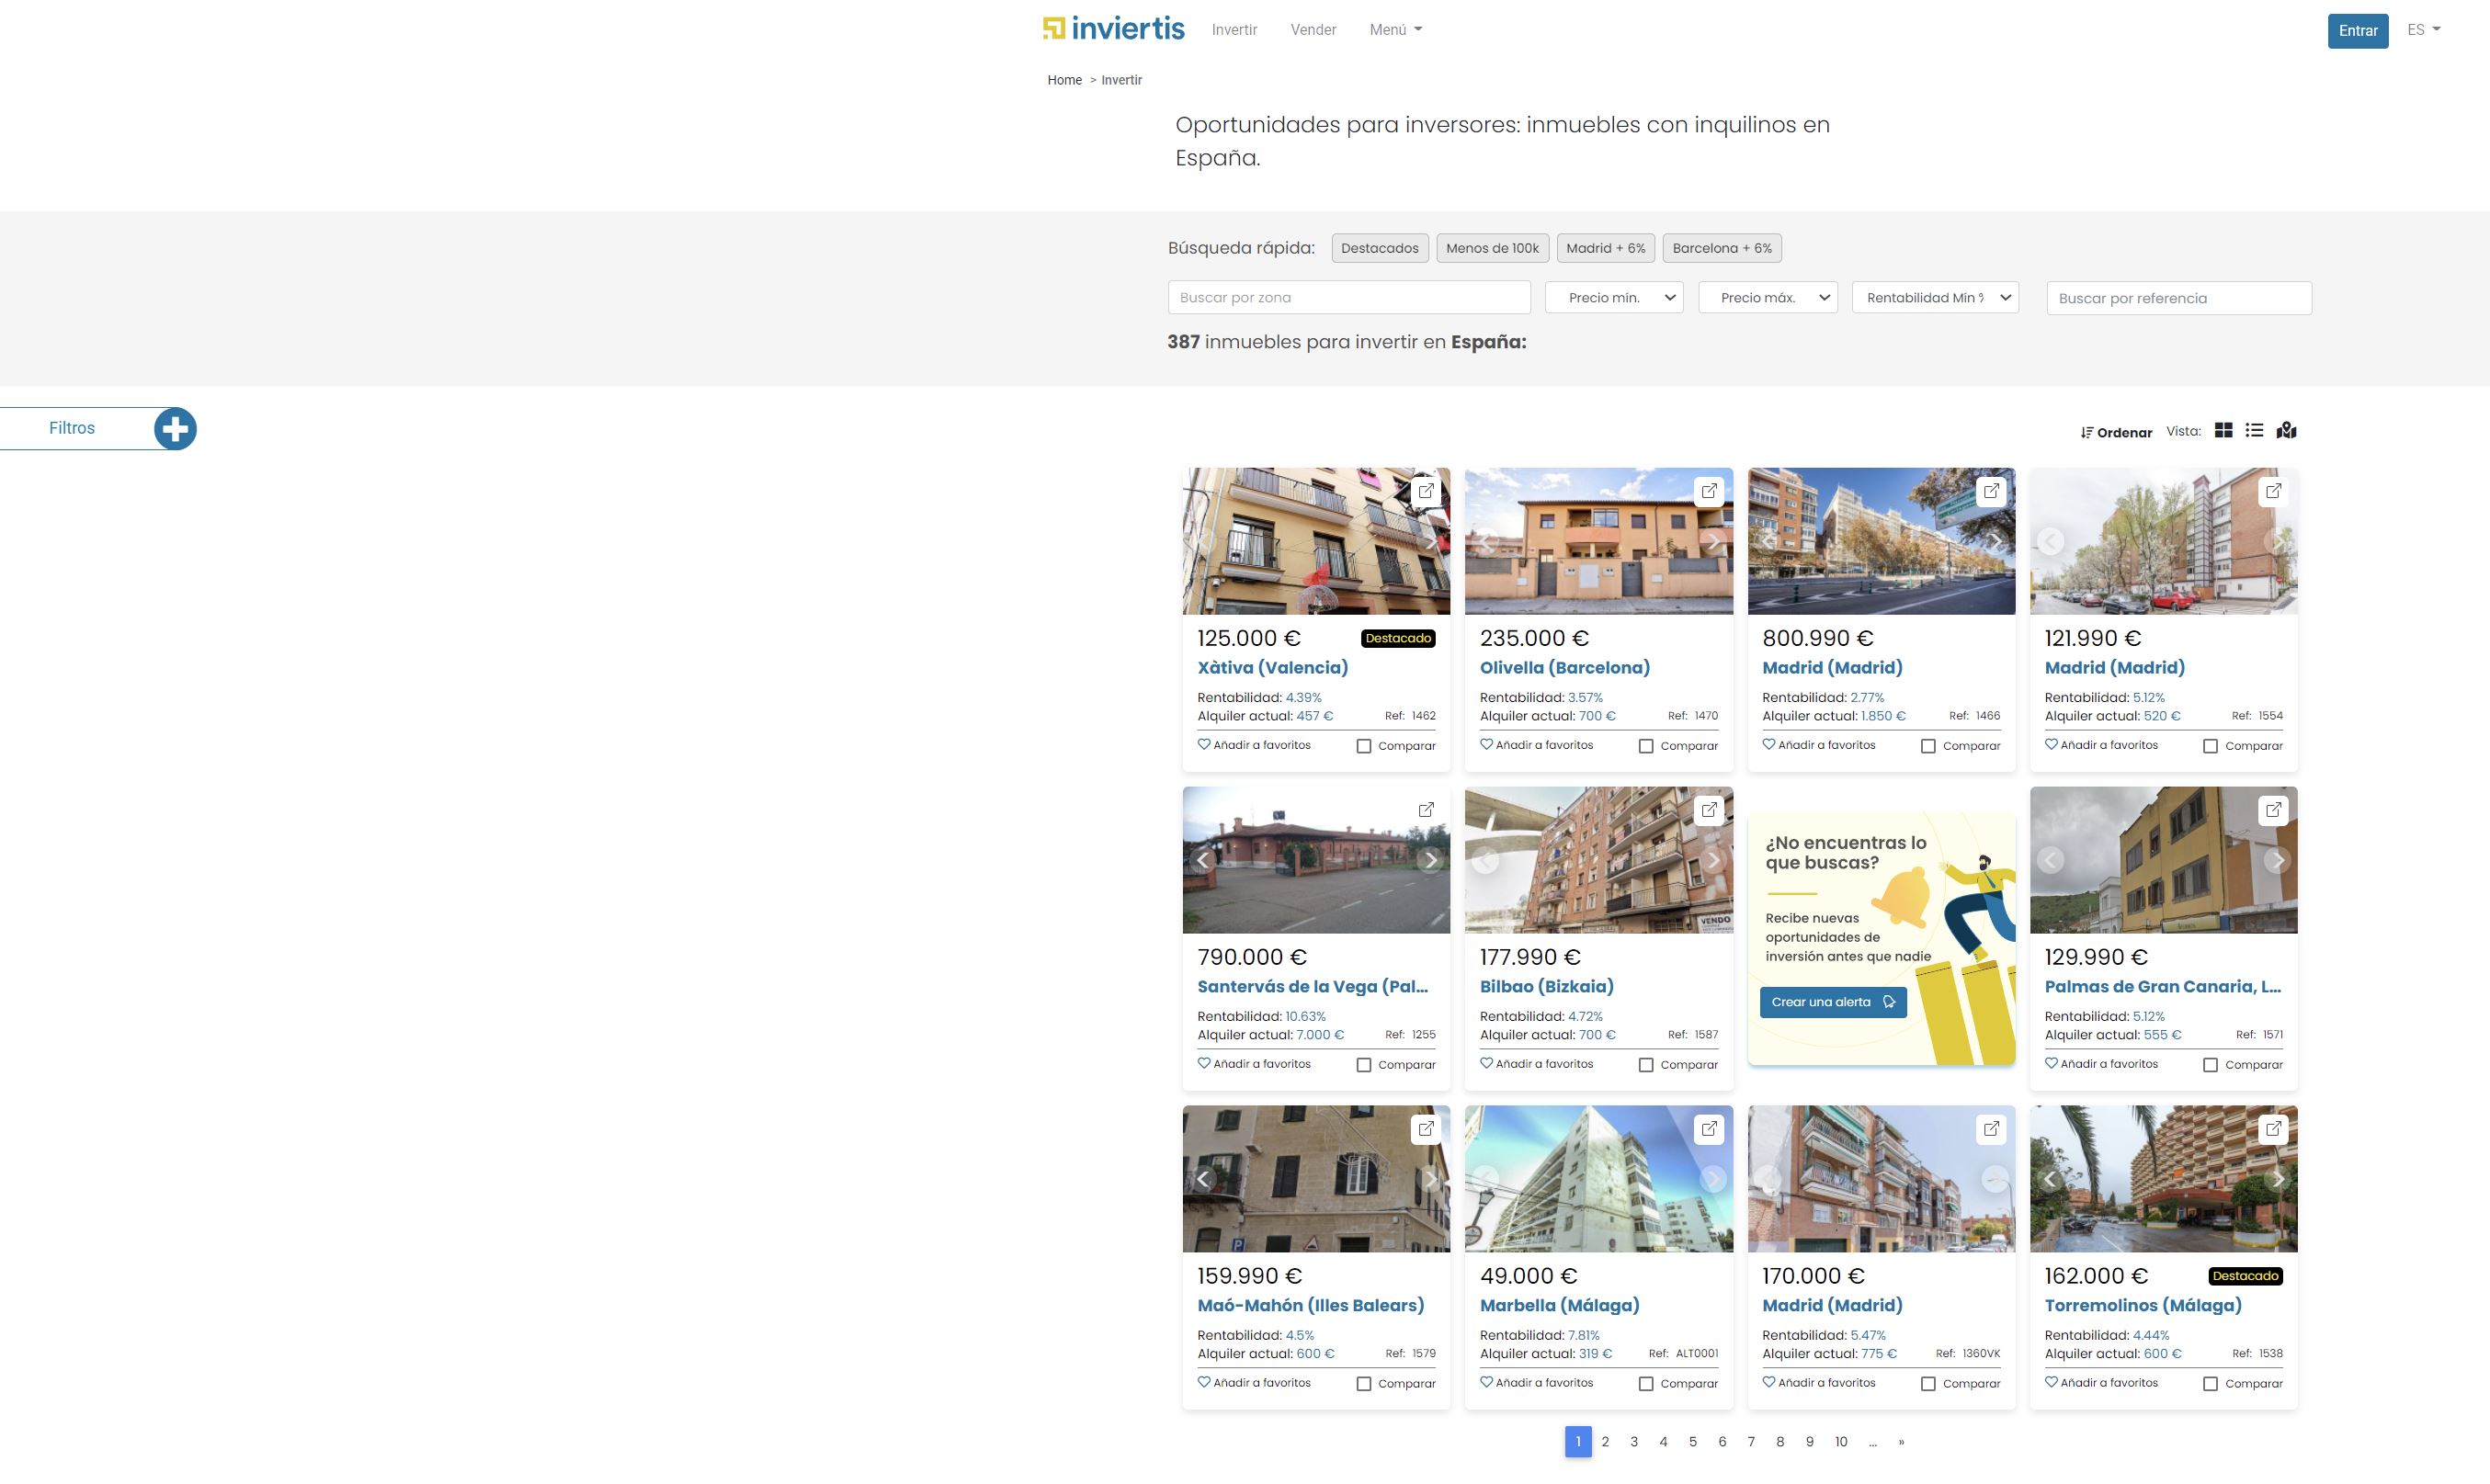 inviertis
Invertir
Vender
Menú
Entrar
ES
Home > Invertir
Oportunidades para inversores: inmuebles con inquilinos en
España.
Búsqueda rápida:
Destacados
Menos de 100k
Madrid + 6%
Barcelona + 6%
Buscar por zona
Precio mín.
Precio máx.
Rentabilidad Mín %
Buscar por referencia
387 inmuebles para invertir en España:
Filtros
Ordenar
Vista:
125.000 €
Destacado
Xàtiva (Valencia)
Rentabilidad: 4.39%
Alquiler actual: 457 €
Ref: 1462
Añadir a favoritos
Comparar
235.000 €
Olivella (Barcelona)
Rentabilidad: 3.57%
Alquiler actual: 700 €
Ref: 1470
Añadir a favoritos
Comparar
800.990 €
Madrid (Madrid)
Rentabilidad: 2.77%
Alquiler actual: 1.850 €
Ref: 1466
Añadir a favoritos
Comparar
121.990 €
Madrid (Madrid)
Rentabilidad: 5.12%
Alquiler actual: 520 €
Ref: 1554
Añadir a favoritos
Comparar
790.000 €
Santervás de la Vega (Pal...
Rentabilidad: 10.63%
Alquiler actual: 7.000 €
Ref: 1255
Añadir a favoritos
Comparar
VENDO
177.990 €
Bilbao (Bizkaia)
Rentabilidad: 4.72%
Alquiler actual: 700 €
Ref: 1587
Añadir a favoritos
Comparar
¿No encuentras lo
que buscas?
Recibe nuevas
oportunidades de
inversión antes que nadie
Crear una alerta
129.990 €
Palmas de Gran Canaria, L...
Rentabilidad: 5.12%
Alquiler actual: 555 €
Ref: 1571
Añadir a favoritos
Comparar
P
159.990 €
Maó-Mahón (Illes Balears)
Rentabilidad: 4.5%
Alquiler actual: 600 €
Ref: 1579
Añadir a favoritos
Comparar
49.000 €
Marbella (Málaga)
Rentabilidad: 7.81%
Alquiler actual: 319 €
Ref: ALT0001
Añadir a favoritos
Comparar
170.000 €
Madrid (Madrid)
Rentabilidad: 5.47%
Alquiler actual: 775 €
Ref: 1360VK
Añadir a favoritos
Comparar
162.000 €
Destacado
Torremolinos (Málaga)
Rentabilidad: 4.44%
Alquiler actual: 600 €
Ref: 1538
Añadir a favoritos
Comparar
1 2 3 4 5 6 7 8 9 10 ... »